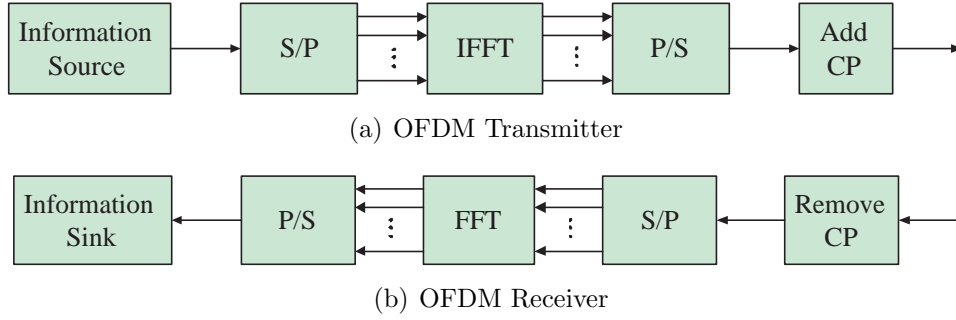 Information
Source
S/P
IFFT
P/S
Add
CP
(a) OFDM Transmitter
Information
Sink
P/S
FFT
S/P
Remove
CP
(b) OFDM Receiver